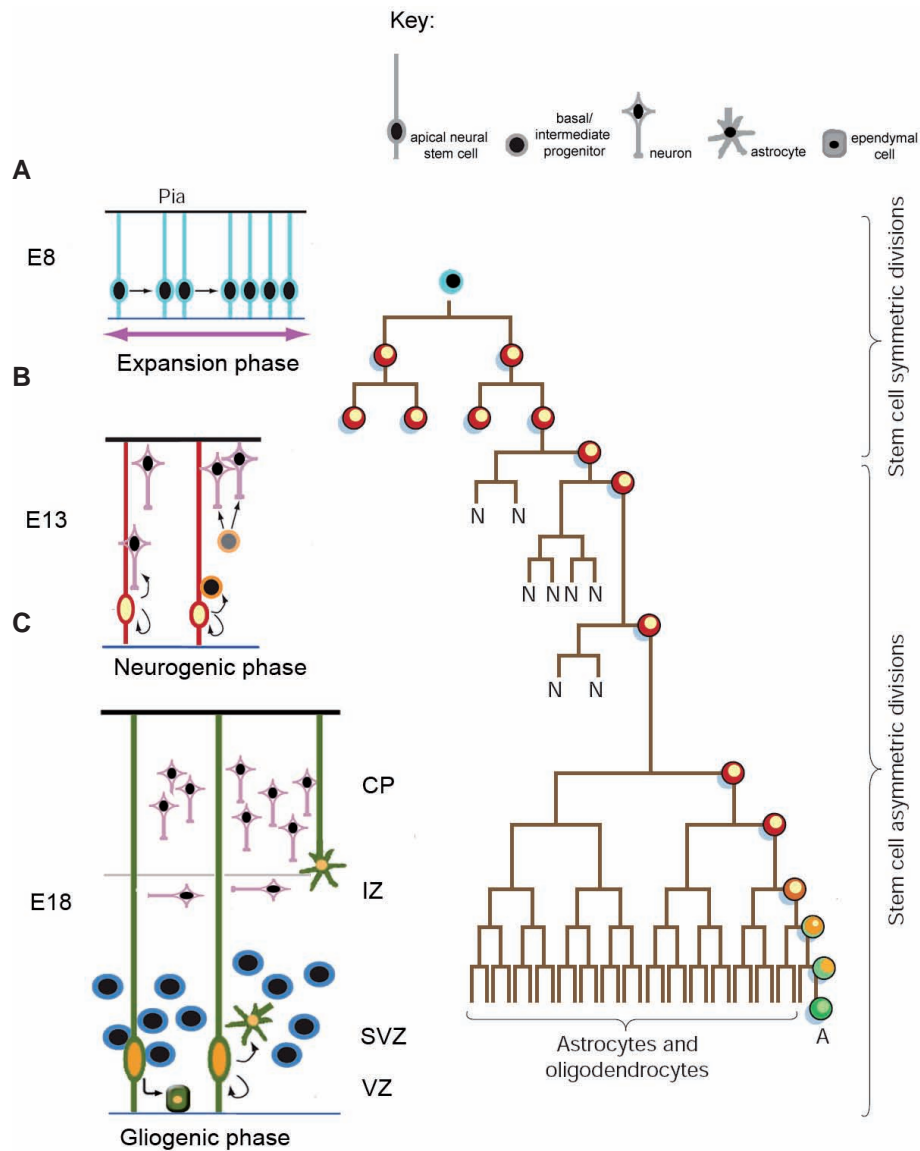 Key:
apical neural
stem cell
basal/
intermediate
progenitor
neuron
astrocyte
ependymal
cell
A
Pia
E8
Expansion phase
B
E13
Neurogenic phase
C
CP
IZ
E18
SVZ
VZ
Gliogenic phase
N N
N N N N
N N
A
Astrocytes and
oligodendrocytes
Stem cell symmetric divisions
Stem cell asymmetric divisions